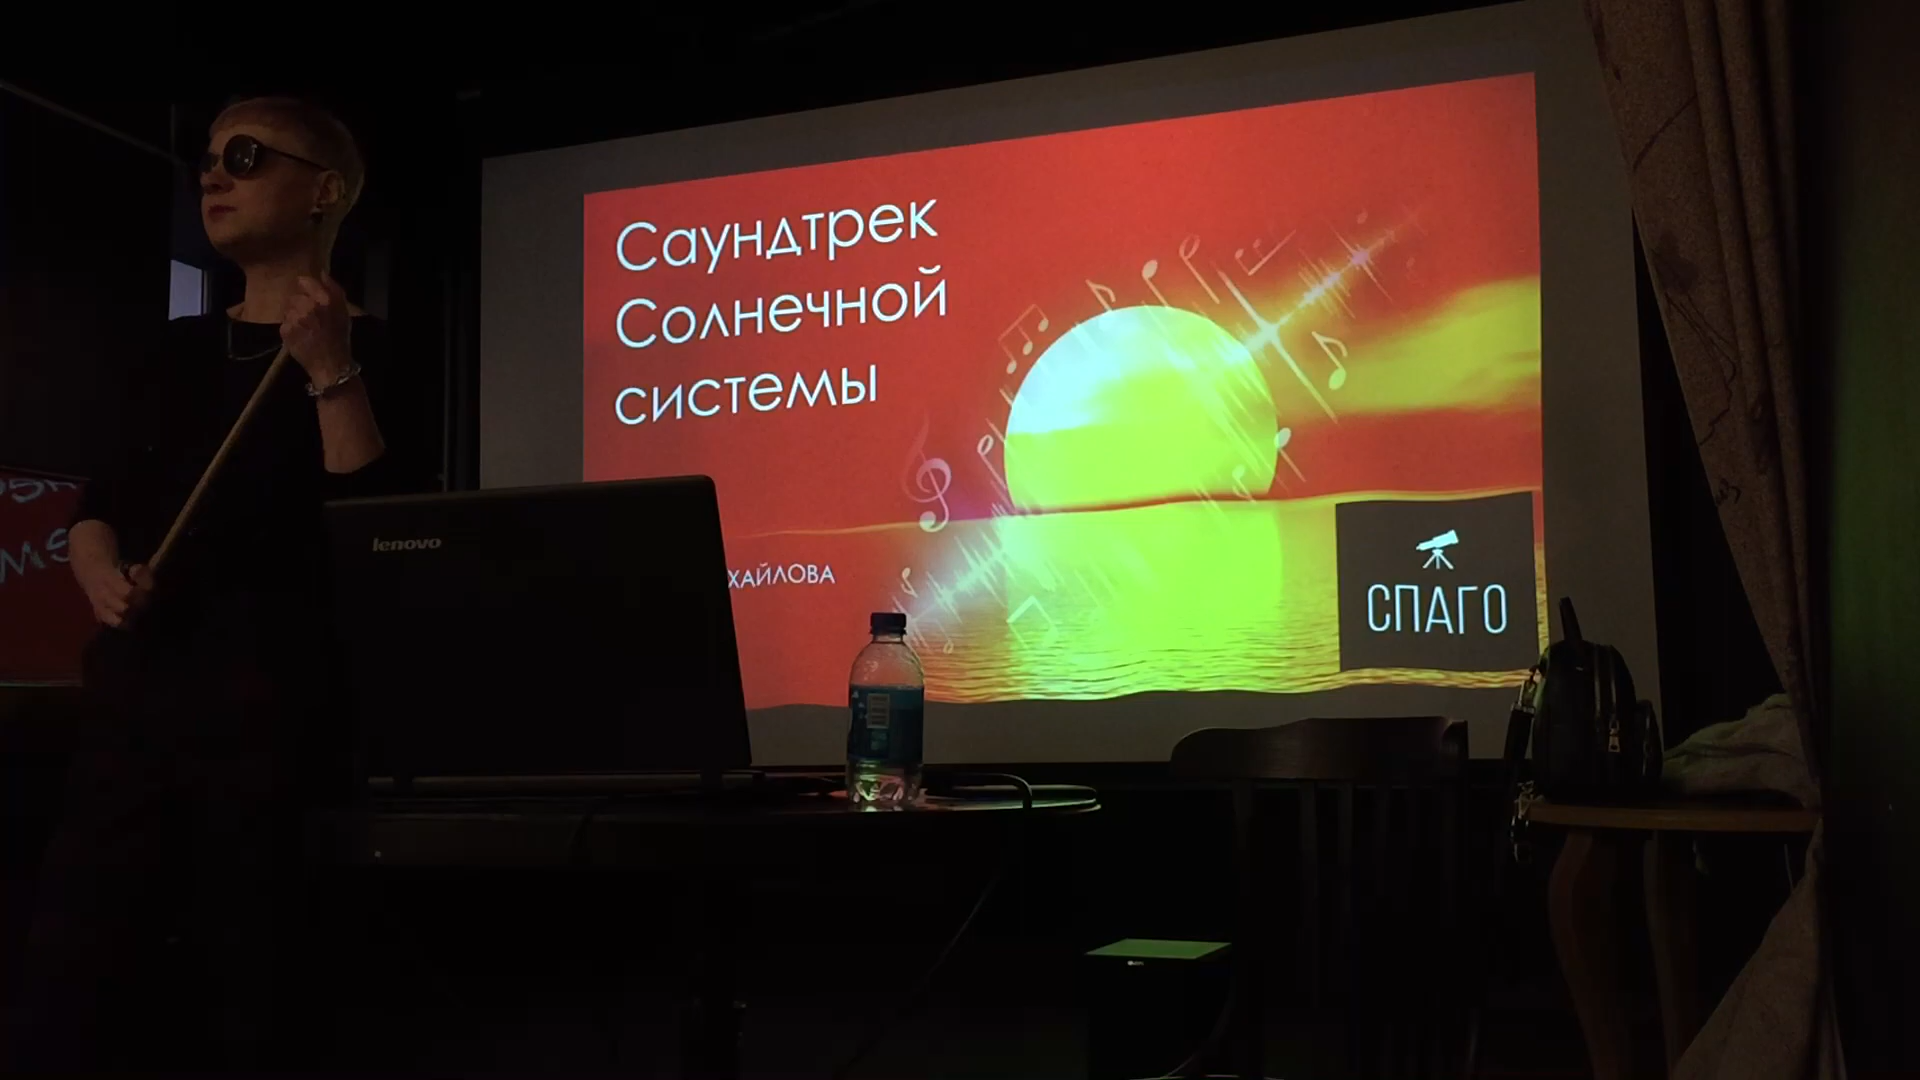 Саундтрек
Солнечной
системы
ХАЙЛОВА
СПАГО
lenovo